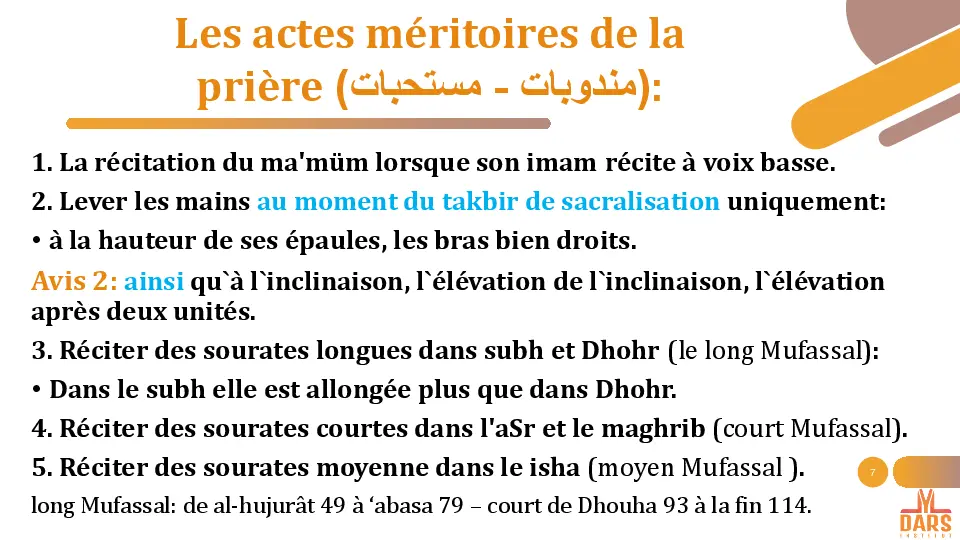 Les actes méritoires de la
prière (مندوبات - مستحبات):
1. La récitation du ma'müm lorsque son imam récite à voix basse.
2. Lever les mains au moment du takbir de sacralisation uniquement:
• à la hauteur de ses épaules, les bras bien droits.
Avis 2: ainsi qu`à l`inclinaison, l`élévation de l`inclinaison, l`élévation
après deux unités.
3. Réciter des sourates longues dans subh et Dhohr (le long Mufassal):
• Dans le subh elle est allongée plus que dans Dhohr.
4. Réciter des sourates courtes dans l'aSr et le maghrib (court Mufassal).
5. Réciter des sourates moyenne dans le isha (moyen Mufassal ).
7
long Mufassal: de al-hujurât 49 à ‘abasa 79 – court de Dhouha 93 à la fin 114.
DARS
INSTITUT